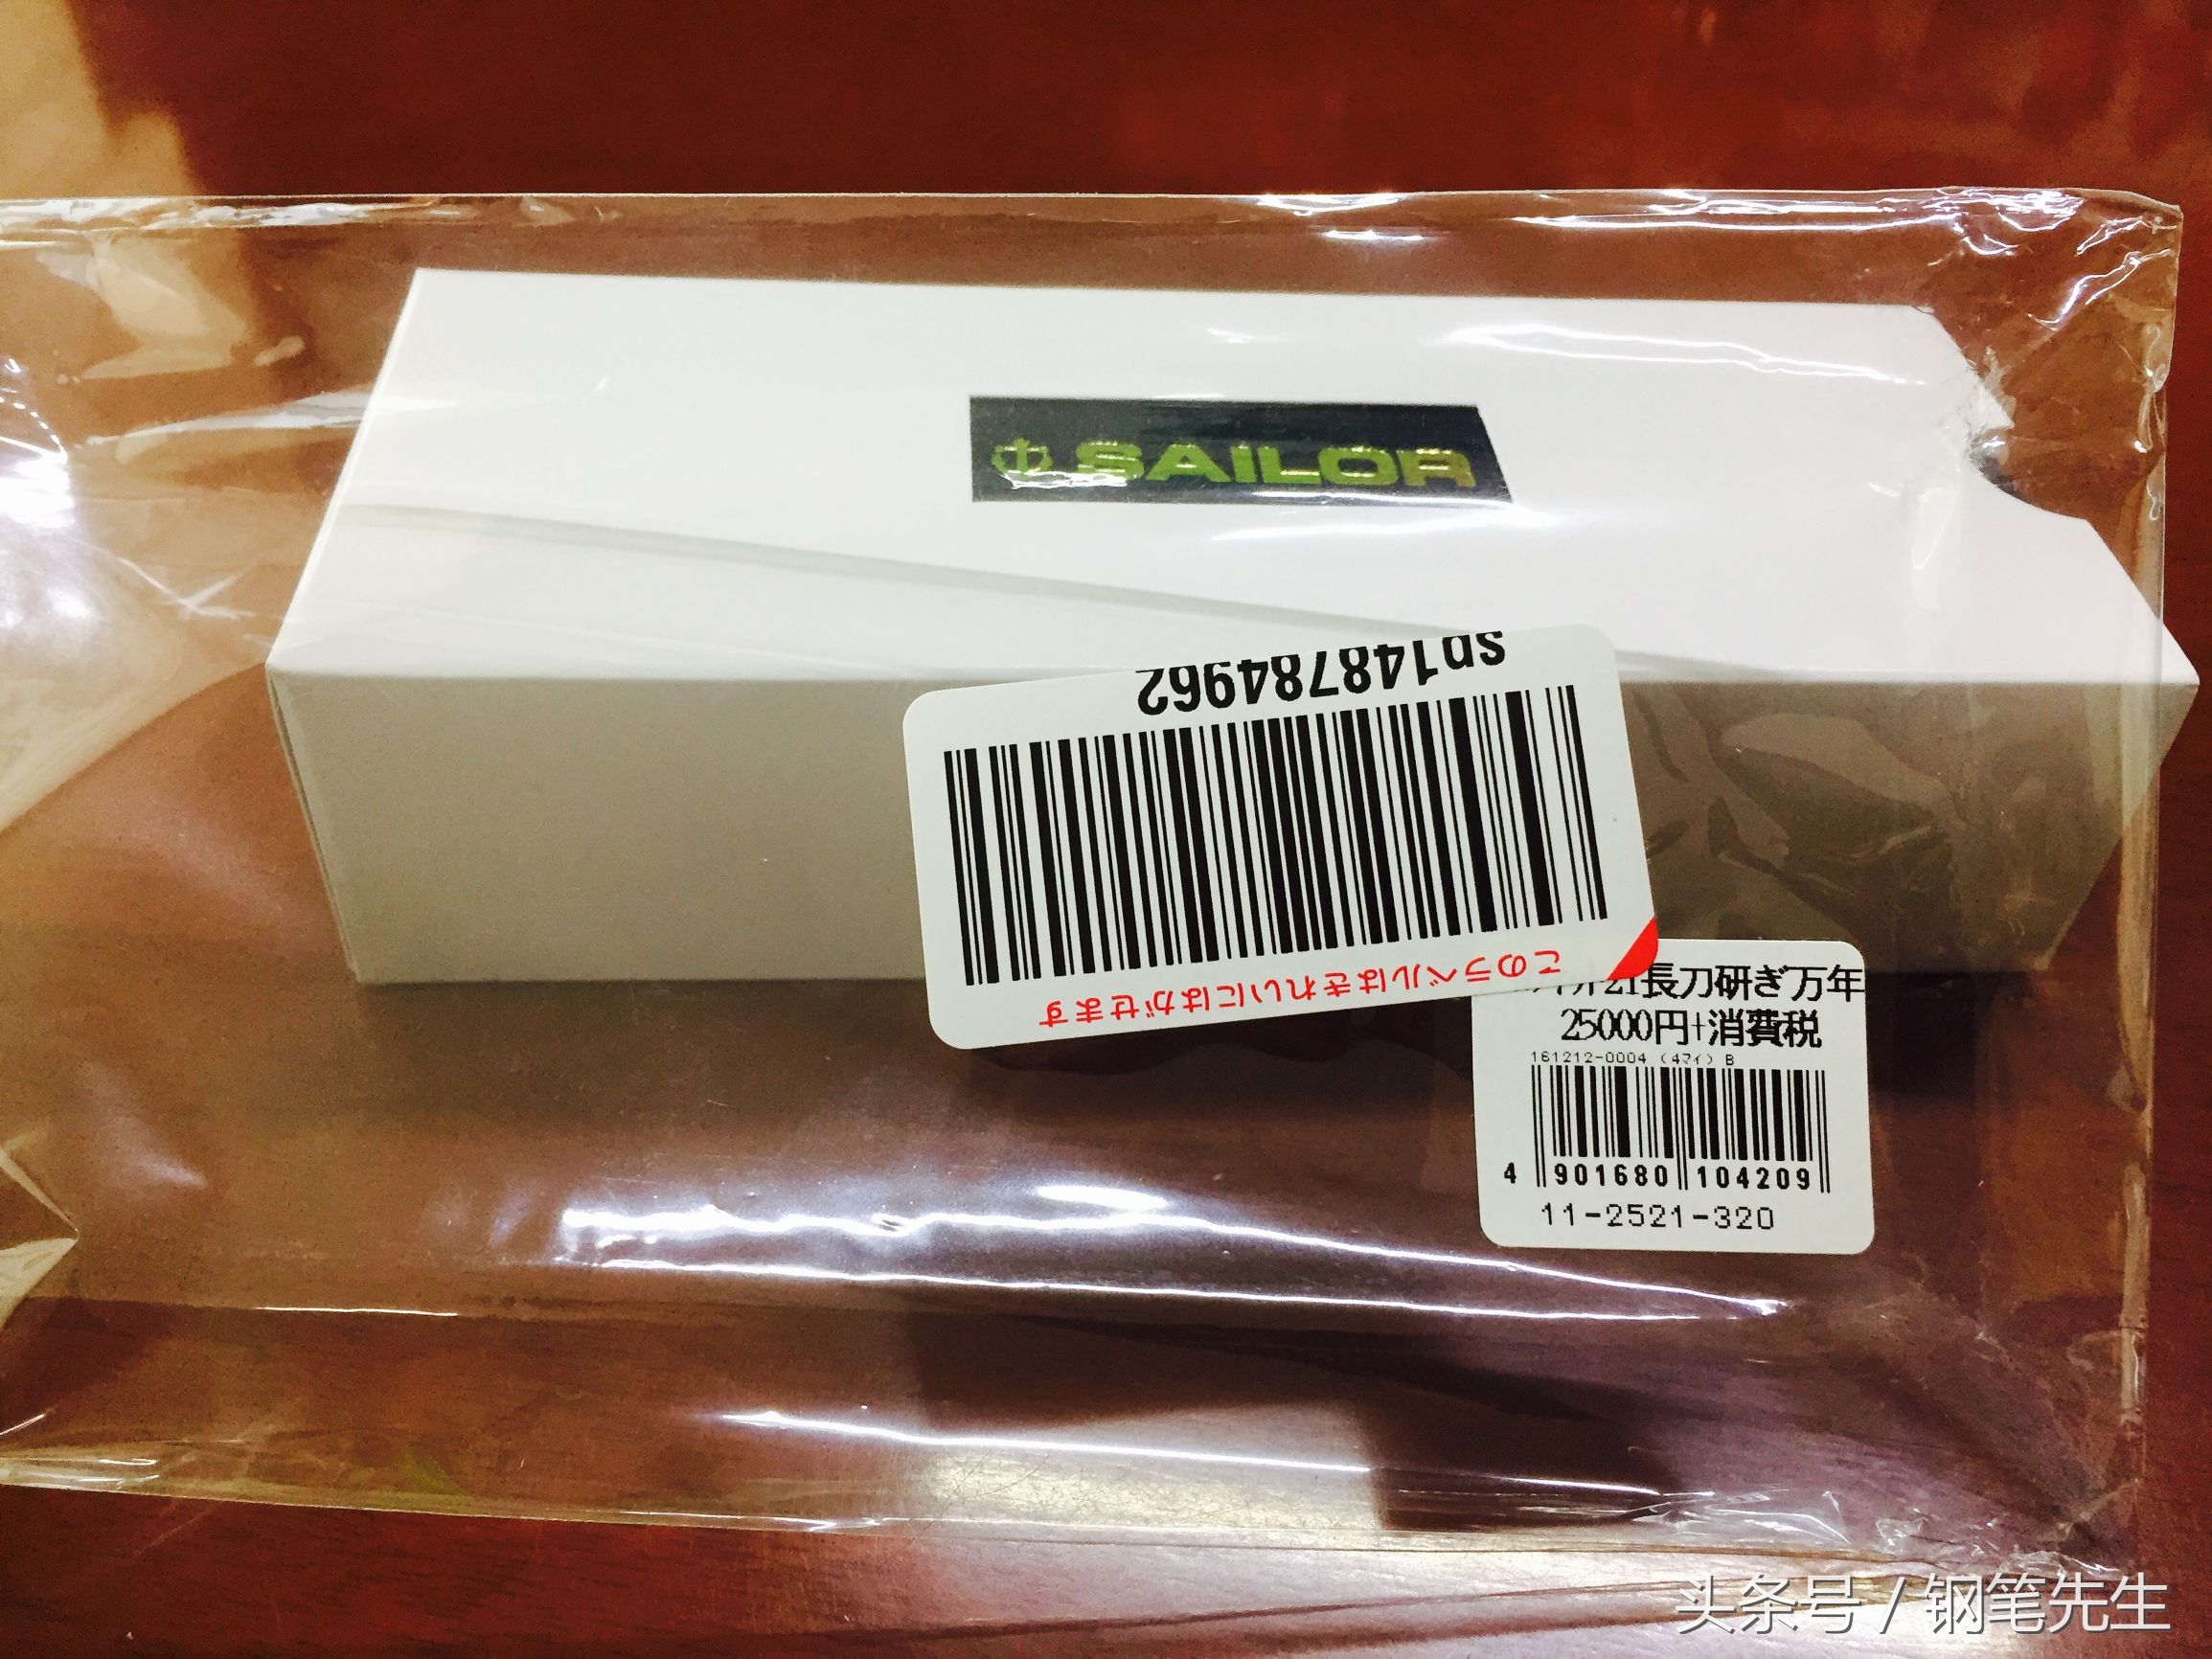 SAILOR
sp148784962
このラベルはきれいにはがせます
21長刀研ぎ万年
25000円+消費税
161212-0004 (4マイ) B
4 901680 104209
11-2521-320
头条号 / 钢笔先生